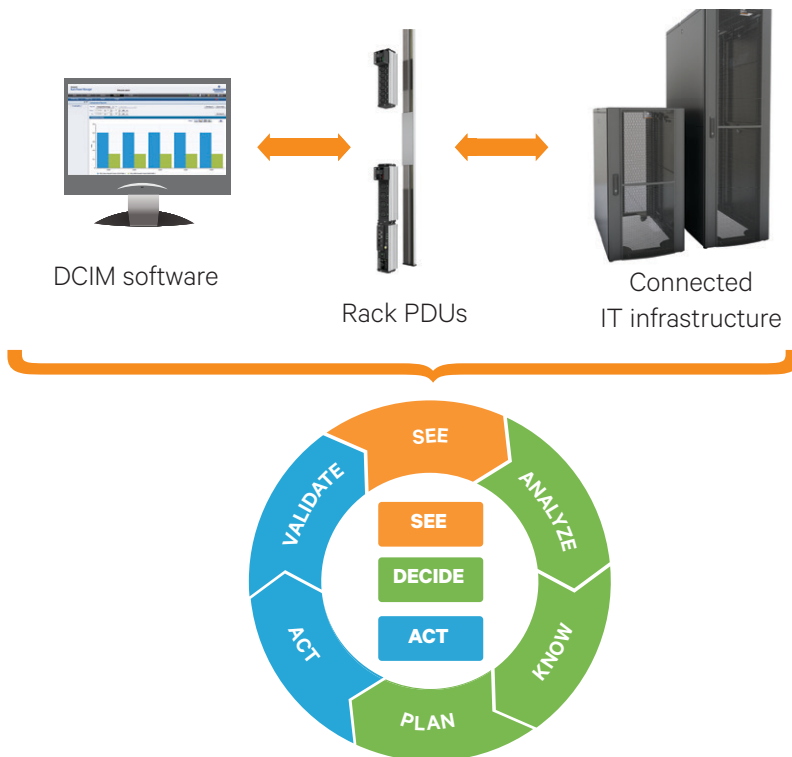 DCIM software
Rack PDUs
Connected
IT infrastructure
SEE
ANALYZE
KNOW
PLAN
ACT
VALIDATE
SEE
DECIDE
ACT